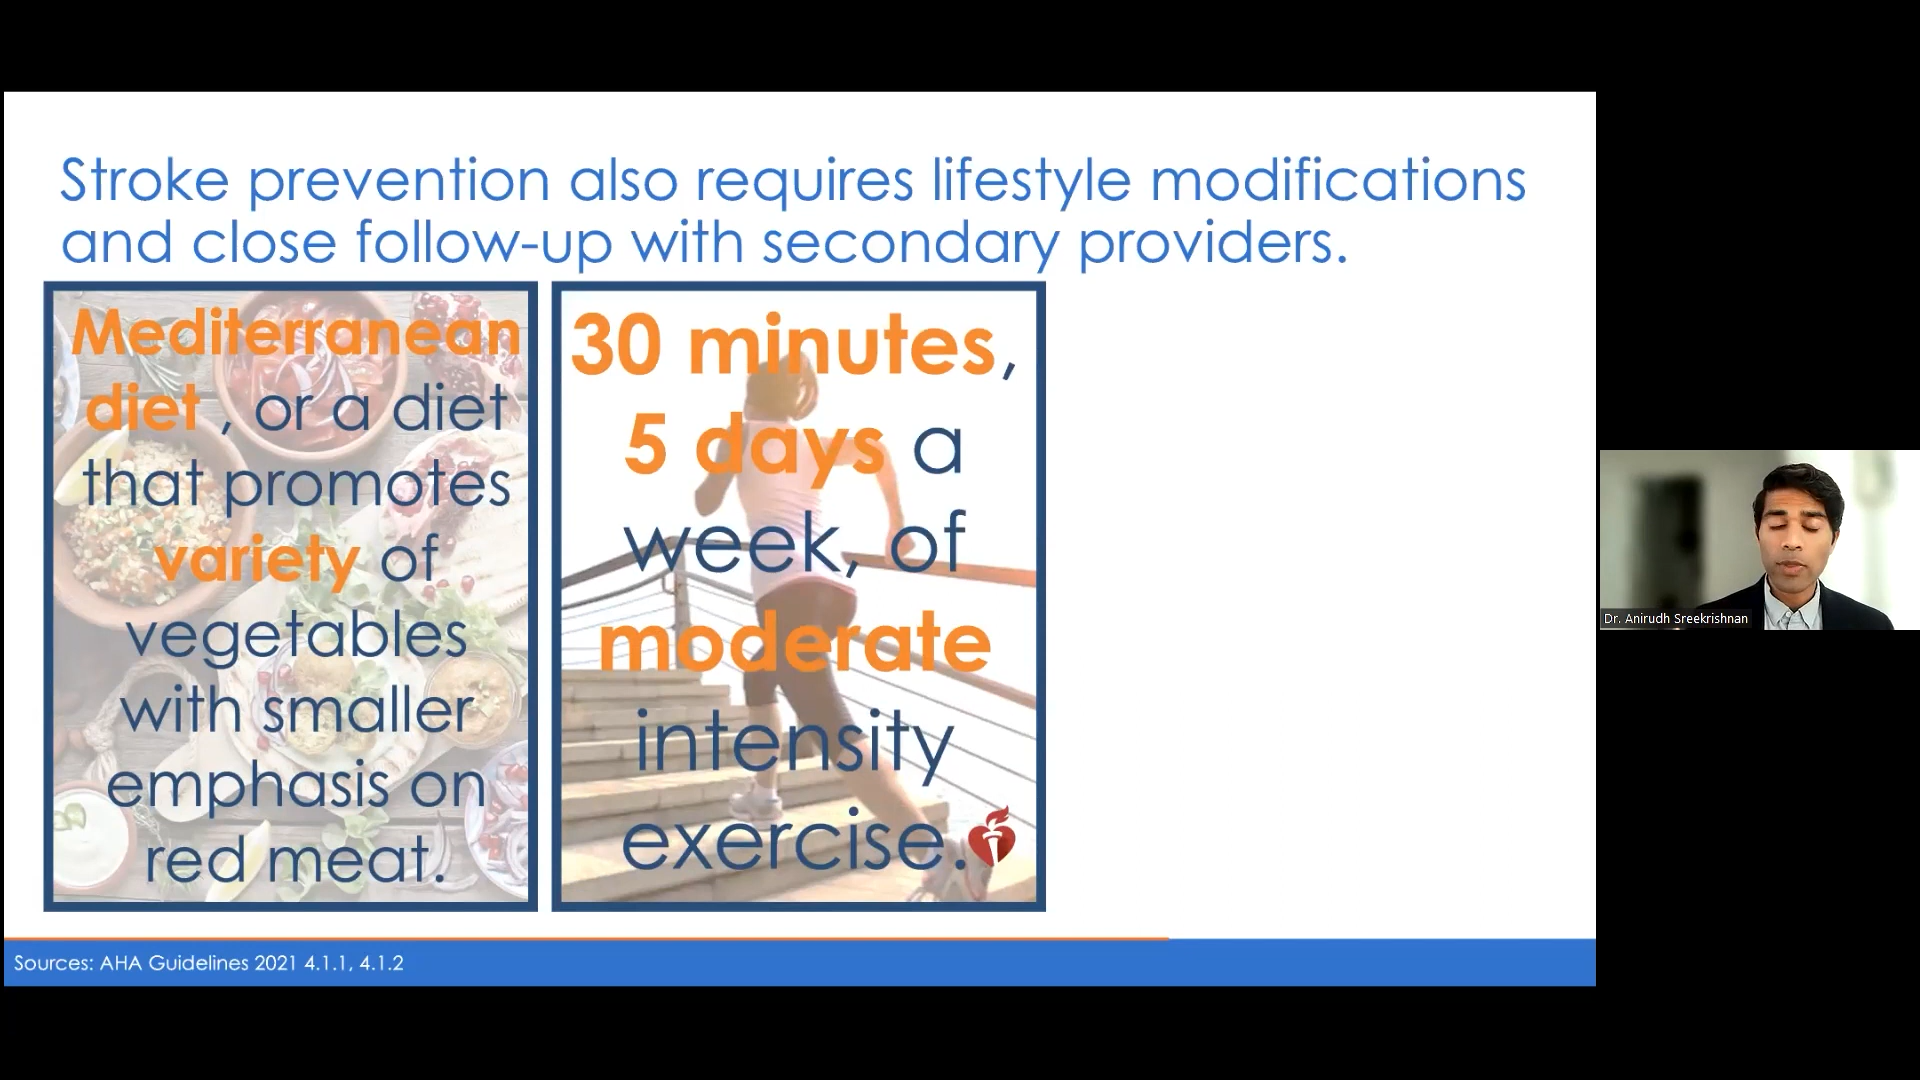 Stroke prevention also requires lifestyle modifications
and close follow-up with secondary providers.
Mediterranean
diet , or a diet
that promotes
variety of
vegetables
with smaller
emphasis on
red meat.
30 minutes,
5 days a
week, of
moderate
intensity
exercise.
Sources: AHA Guidelines 2021 4.1.1, 4.1.2
Dr. Anirudh Sreekrishnan